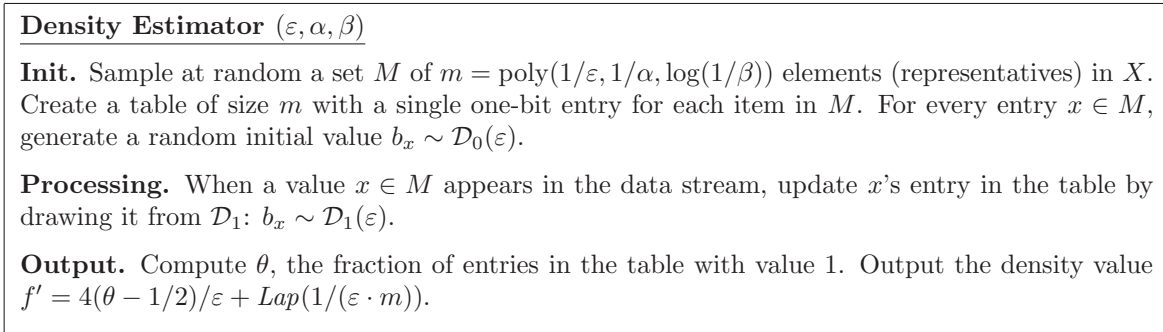 Density Estimator (ε, α, β)
Init. Sample at random a set M of m = poly(1/ε, 1/α, log(1/β)) elements (representatives) in X.
Create a table of size m with a single one-bit entry for each item in M. For every entry x ∈ M,
generate a random initial value b_x ∼ 𝒟_0(ε).
Processing. When a value x ∈ M appears in the data stream, update x's entry in the table by
drawing it from 𝒟_1: b_x ∼ 𝒟_1(ε).
Output. Compute θ, the fraction of entries in the table with value 1. Output the density value
f′ = 4(θ − 1/2)/ε + Lap(1/(ε · m)).